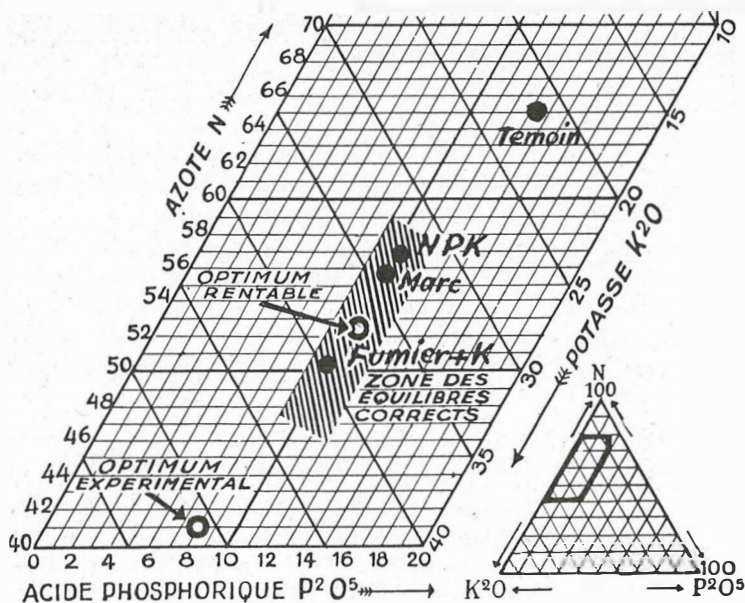 70
10
68
66
64
62
60
58
56
54
52
50
48
46
44
42
40
15
20
25
30
35
40
AZOTE N
Temoin
NPK
Marc
OPTIMUM
RENTABLE
POTASSE K²O
Fumier+K
ZONE DES
ÉQUILIBRES
CORRECTS
OPTIMUM
EXPERIMENTAL
0 2 4 6 8 10 12 14 16 18 20
ACIDE PHOSPHORIQUE P²O⁵
N
100
100
K²O
P²O⁵